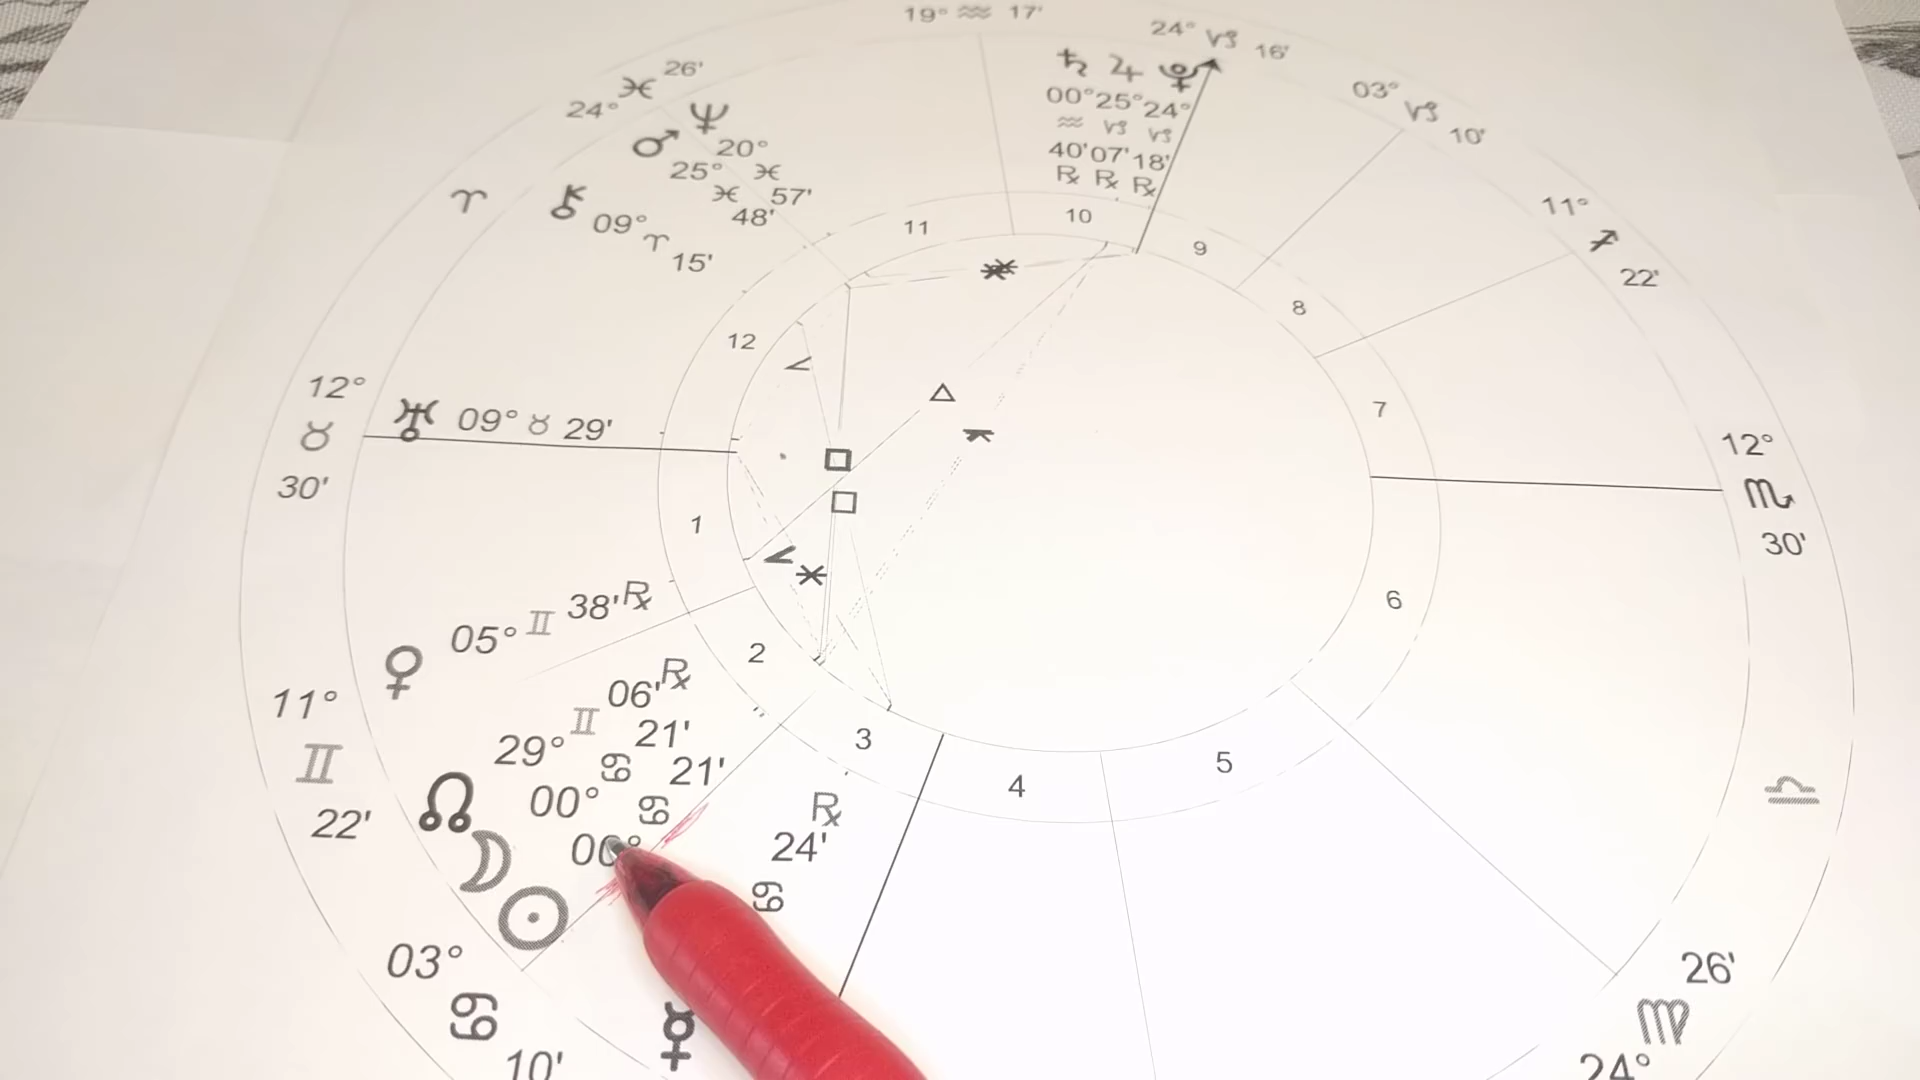 19° ♒ 17'
24° ♑ 16'
♄ ♃ ♇
00° 25° 24°
♒ ♑ ♑
40' 07' 18'
℞ ℞ ℞
03° ♑ 10'
24° ♓ 26'
♆ 20° ♓ 57'
♂ 25° ♓ 48'
♈
⚷ 09° ♈ 15'
11° ♐ 22'
11
10
9
8
12
7
12° ♉ 30'
♅ 09° ♉ 29'
12° ♏ 30'
⚹
∠
△
⚻
□
□
∠
⚹
1
6
♀ 05° ♊ 38' ℞
2
11° ♊ 22'
☊ 29° ♊ 06' ℞
☽ 00° ♋ 21'
☉ 00° ♋ 21'
3
4
5
♎
℞
24'
♋
☿
03° ♋ 10'
26'
♍
24°